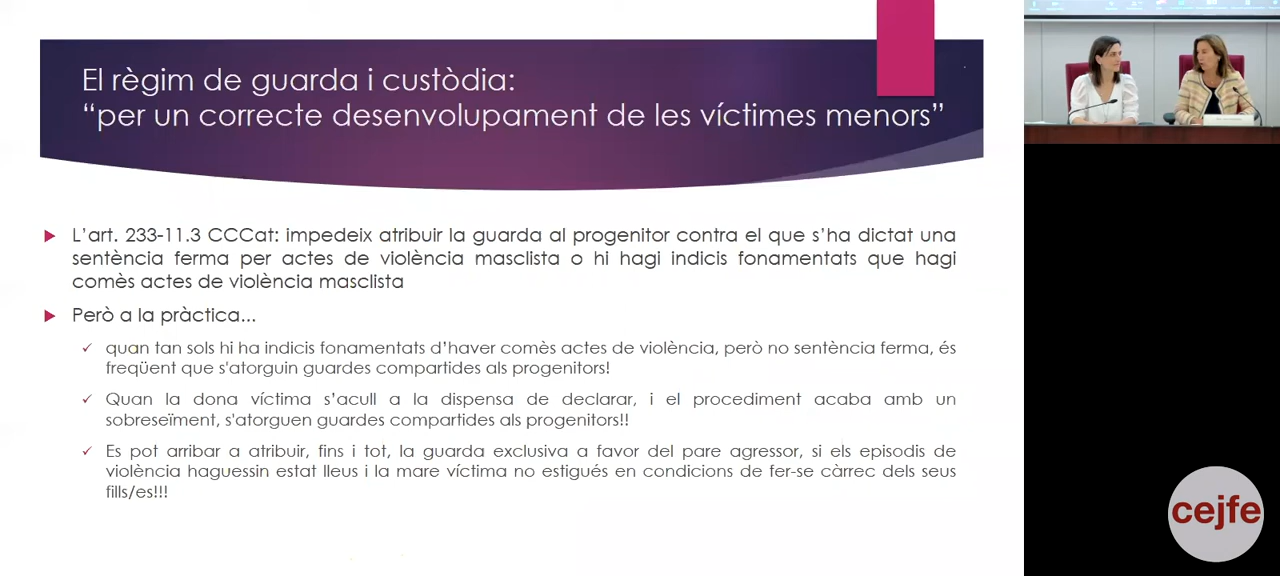 El règim de guarda i custòdia:
“per un correcte desenvolupament de les víctimes menors”
L’art. 233-11.3 CCCat: impedeix atribuir la guarda al progenitor contra el que s’ha dictat una
sentència ferma per actes de violència masclista o hi hagi indicis fonamentats que hagi
comès actes de violència masclista
Però a la pràctica...
quan tan sols hi ha indicis fonamentats d’haver comès actes de violència, però no sentència ferma, és
freqüent que s'atorguin guardes compartides als progenitors!
Quan la dona víctima s’acull a la dispensa de declarar, i el procediment acaba amb un
sobreseïment, s'atorguen guardes compartides als progenitors!!
Es pot arribar a atribuir, fins i tot, la guarda exclusiva a favor del pare agressor, si els episodis de
violència haguessin estat lleus i la mare víctima no estigués en condicions de fer-se càrrec dels seus
fills/es!!!
cejfe